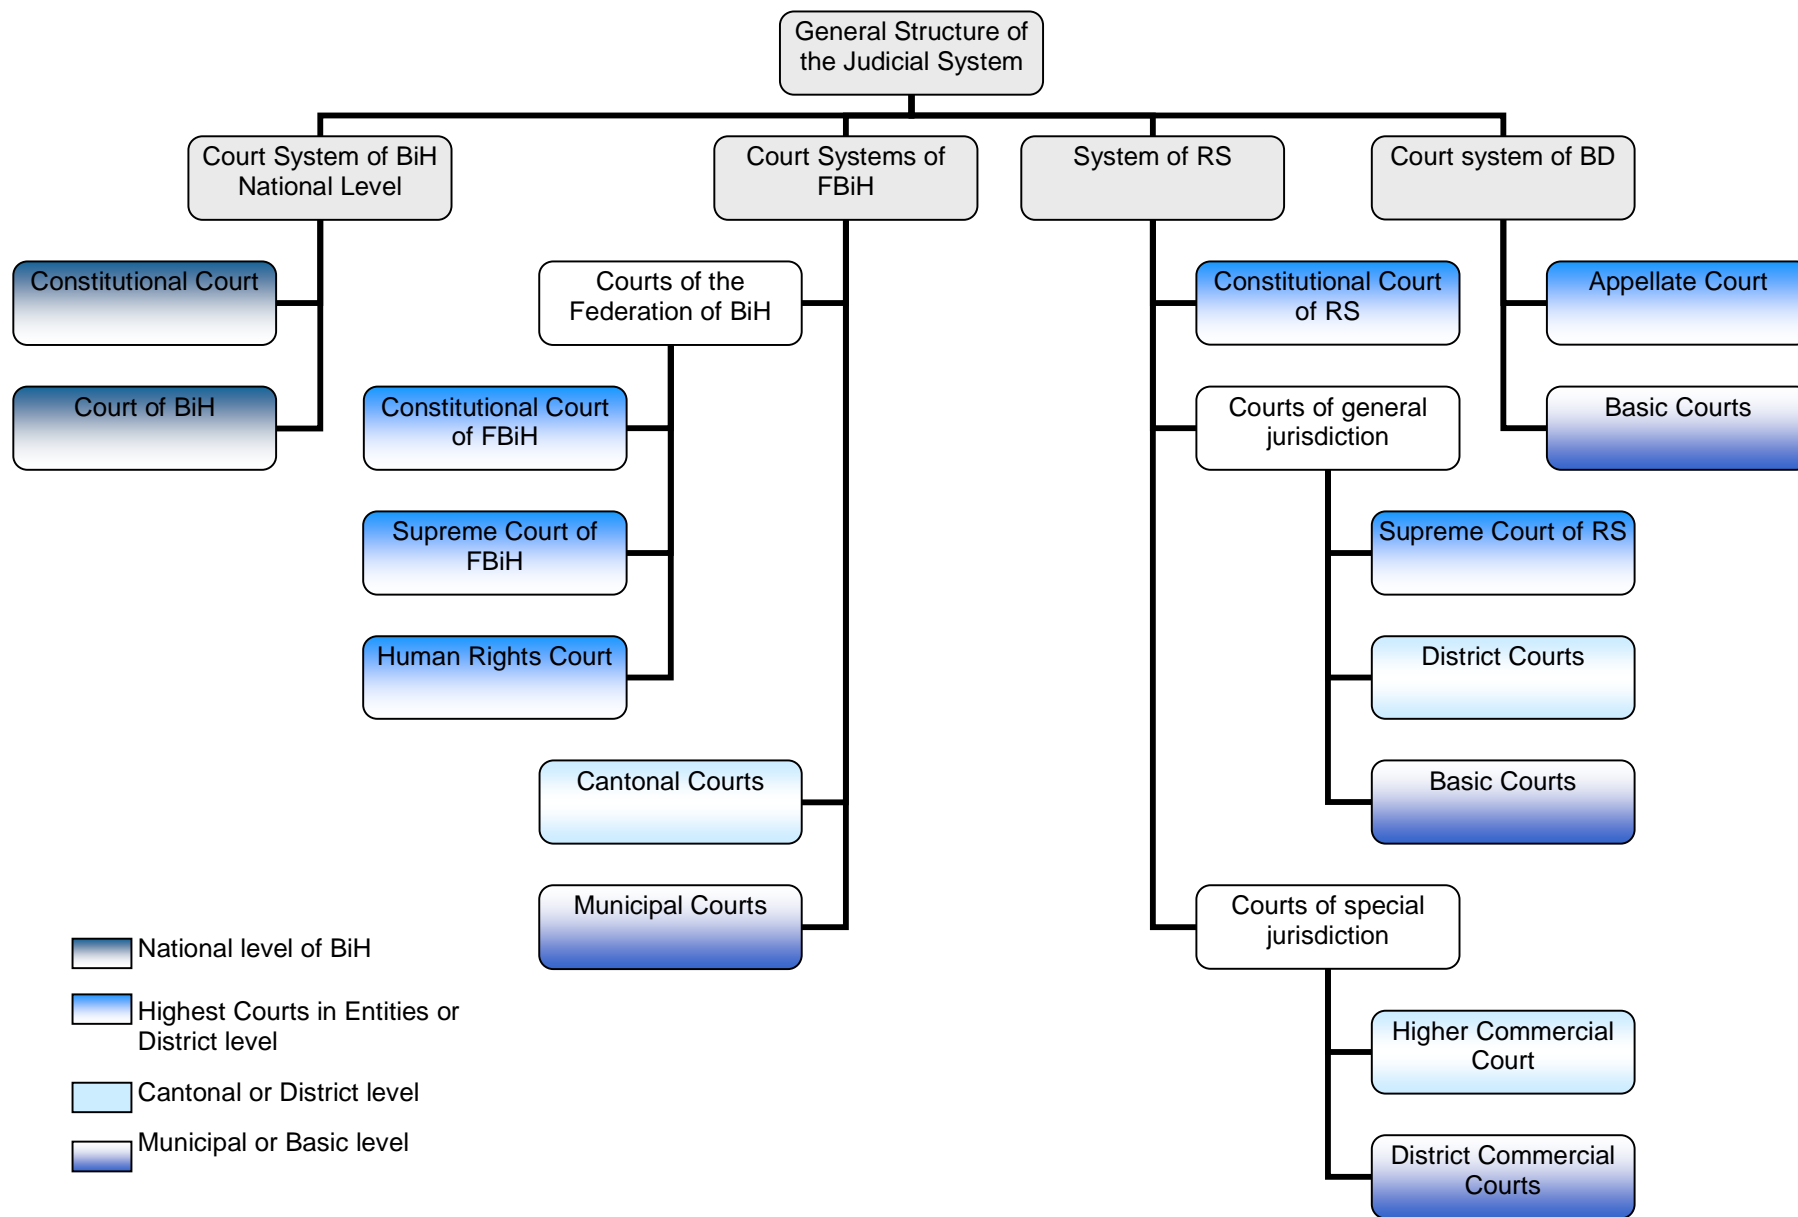 General Structure of
the Judicial System
Court System of BiH
National Level
Court Systems of
FBiH
System of RS
Court system of BD
Constitutional Court
Courts of the
Federation of BiH
Constitutional Court
of RS
Appellate Court
Court of BiH
Constitutional Court
of FBiH
Courts of general
jurisdiction
Basic Courts
Supreme Court of
FBiH
Supreme Court of RS
Human Rights Court
District Courts
Cantonal Courts
Basic Courts
Municipal Courts
Courts of special
jurisdiction
Higher Commercial
Court
District Commercial
Courts
National level of BiH
Highest Courts in Entities or
District level
Cantonal or District level
Municipal or Basic level